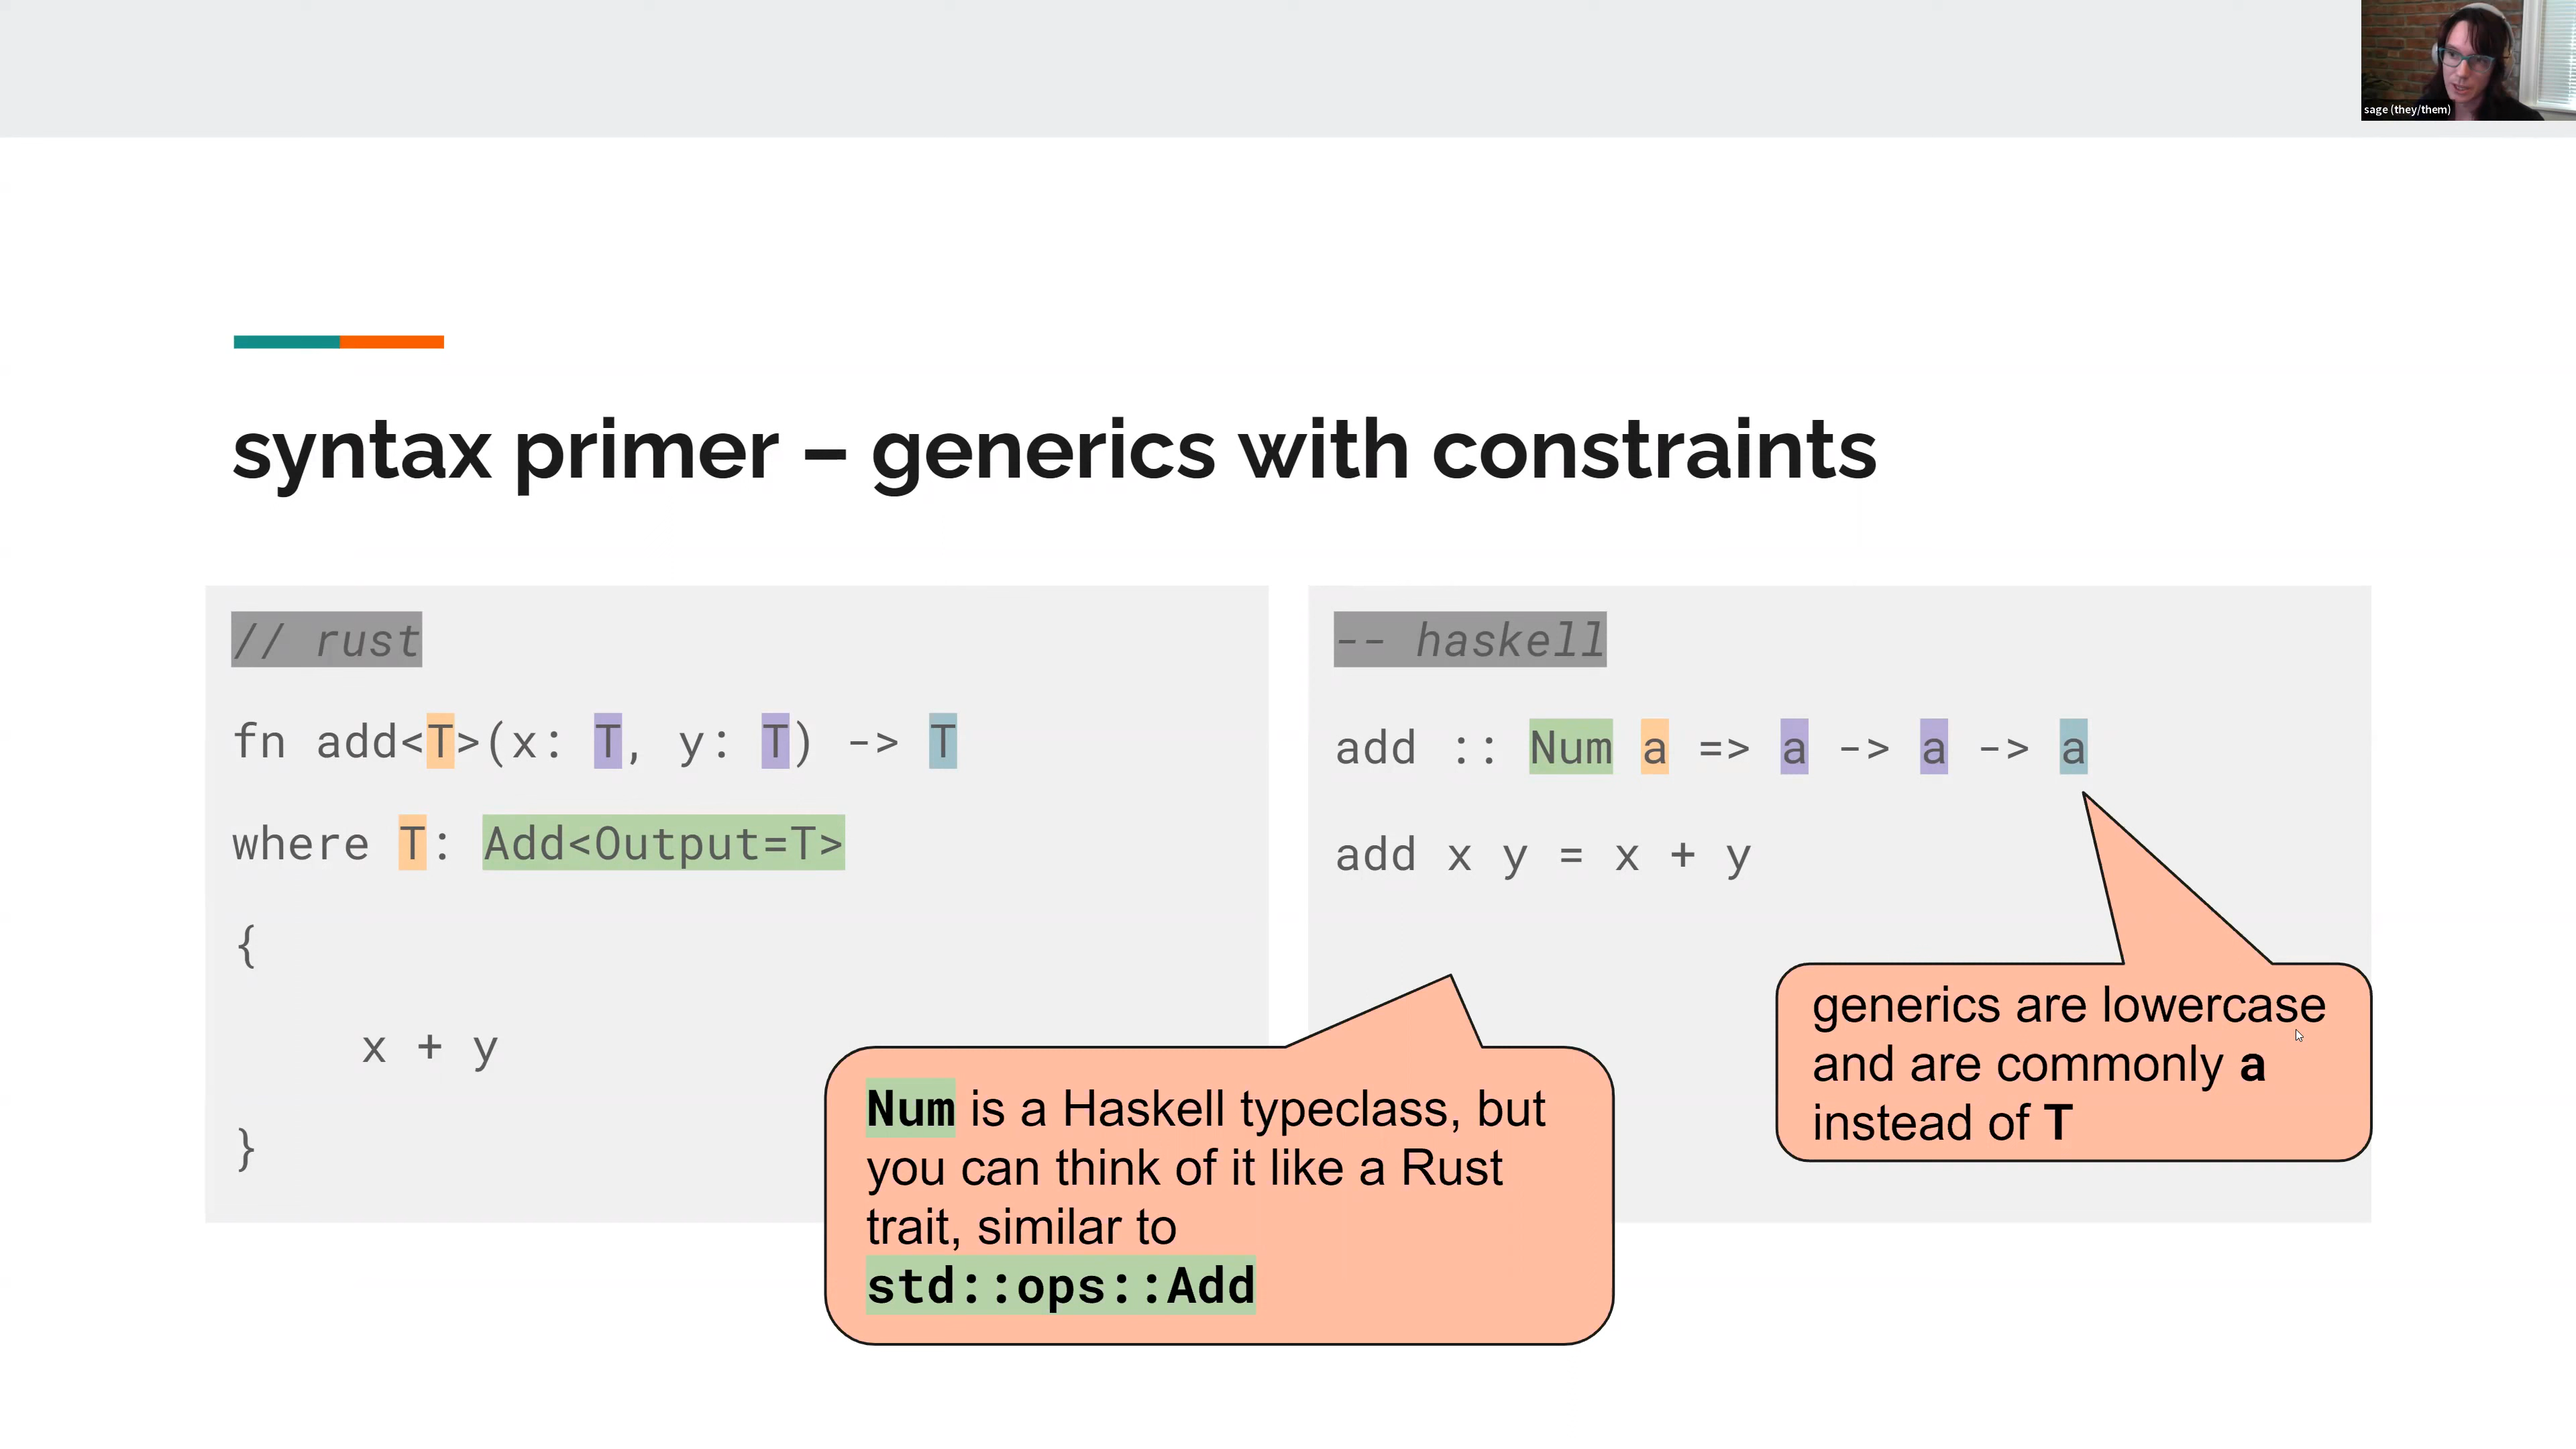 sage (they/them)
syntax primer – generics with constraints
// rust
fn add<T>(x: T, y: T) -> T
where T: Add<Output=T>
{
x + y
}
-- haskell
add :: Num a => a -> a -> a
add x y = x + y
generics are lowercase
and are commonly a
instead of T
Num is a Haskell typeclass, but
you can think of it like a Rust
trait, similar to
std::ops::Add